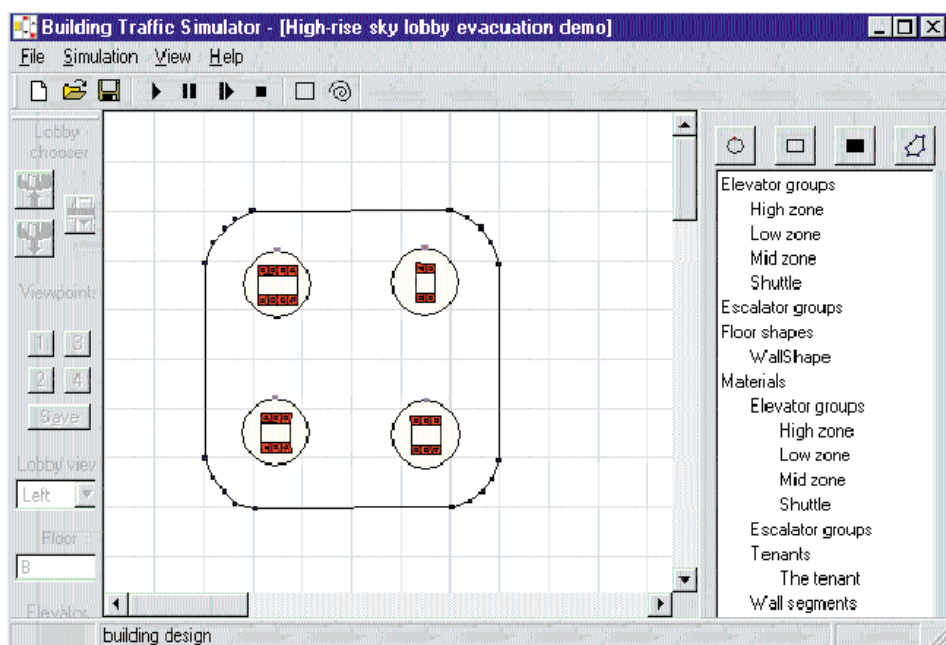 Building Traffic Simulator - [High-rise sky lobby evacuation demo]
File Simulation View Help
Lobby
chooser
Viewpoints
1 3
2 4
Save
Lobby view
Left
Floor
B
Elevator
Elevator groups
High zone
Low zone
Mid zone
Shuttle
Escalator groups
Floor shapes
WallShape
Materials
Elevator groups
High zone
Low zone
Mid zone
Shuttle
Escalator groups
Tenants
The tenant
Wall segments
building design